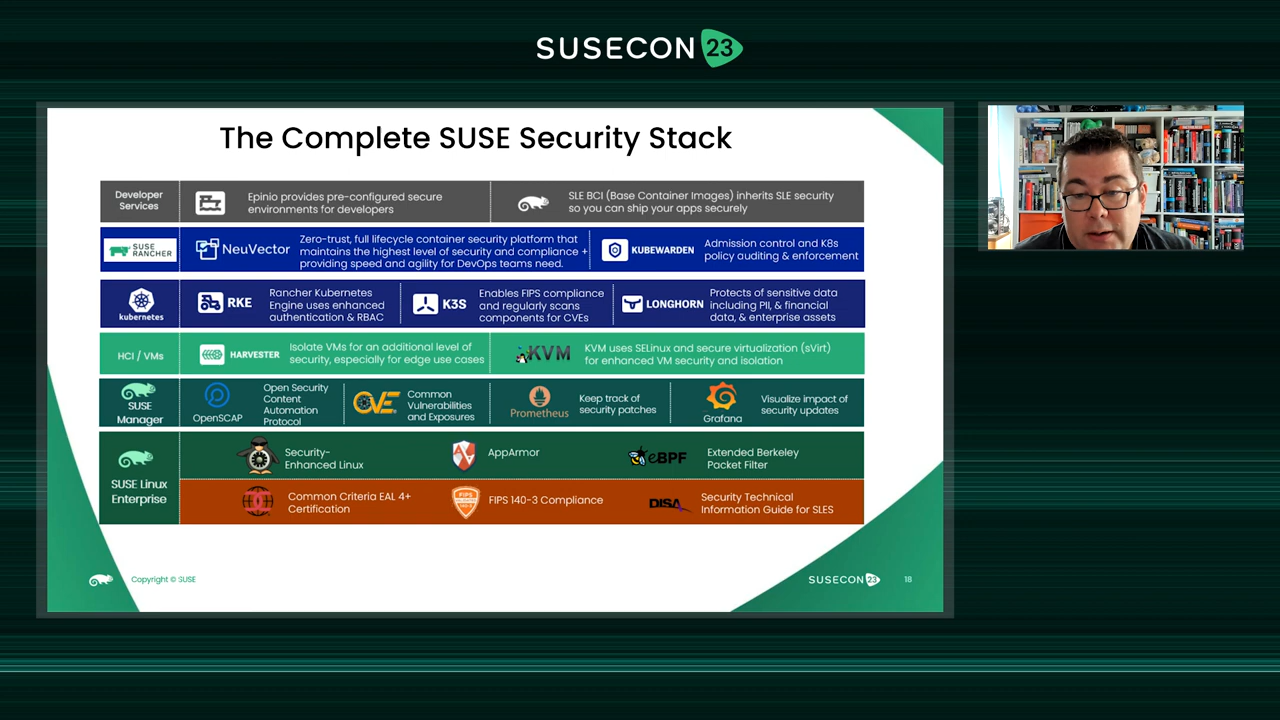 SUSECON 23
The Complete SUSE Security Stack
Developer
Services
Epinio provides pre-configured secure
environments for developers
SLE BCI (Base Container Images) inherits SLE security
so you can ship your apps securely
SUSE
RANCHER
NeuVector
Zero-trust, full lifecycle container security platform that
maintains the highest level of security and compliance +
providing speed and agility for DevOps teams need.
KUBEWARDEN
Admission control and K8s
policy auditing & enforcement
kubernetes
RKE
Rancher Kubernetes
Engine uses enhanced
authentication & RBAC
K3S
Enables FIPS compliance
and regularly scans
components for CVEs
LONGHORN
Protects of sensitive data
including PII, & financial
data, & enterprise assets
HCI / VMs
HARVESTER
Isolate VMs for an additional level of
security, especially for edge use cases
KVM
KVM uses SELinux and secure virtualization (sVirt)
for enhanced VM security and isolation
SUSE
Manager
OpenSCAP
Open Security
Content
Automation
Protocol
CVE
Common
Vulnerabilities
and Exposures
Prometheus
Keep track of
security patches
Grafana
Visualize impact of
security updates
SUSE Linux
Enterprise
Security-
Enhanced Linux
AppArmor
eBPF
Extended Berkeley
Packet Filter
Common Criteria EAL 4+
Certification
FIPS
140-3
FIPS 140-3 Compliance
DISA
Security Technical
Information Guide for SLES
Copyright © SUSE
SUSECON 23
18